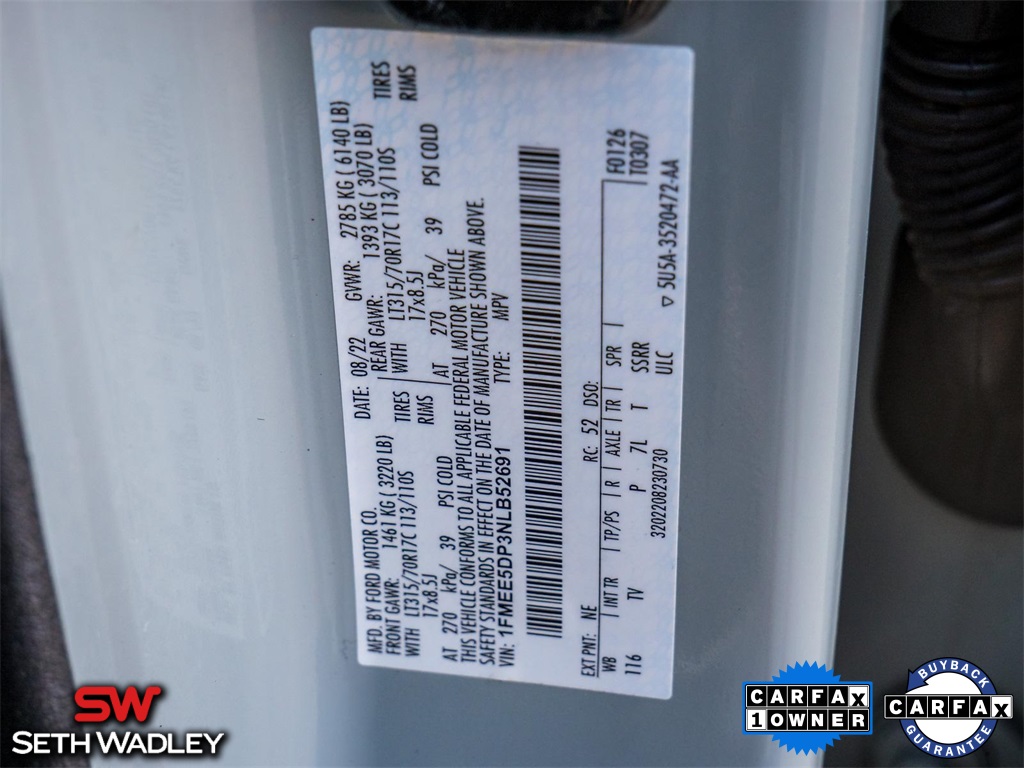 MFD. BY FORD MOTOR CO. DATE: 08/22 GVWR: 2785 KG ( 6140 LB)
FRONT GAWR: 1461 KG ( 3220 LB) REAR GAWR: 1393 KG ( 3070 LB)
WITH LT315/70R17C 113/110S TIRES WITH LT315/70R17C 113/110S TIRES
17x8.5J RIMS 17x8.5J RIMS
AT 270 kPa/ 39 PSI COLD AT 270 kPa/ 39 PSI COLD
THIS VEHICLE CONFORMS TO ALL APPLICABLE FEDERAL MOTOR VEHICLE
SAFETY STANDARDS IN EFFECT ON THE DATE OF MANUFACTURE SHOWN ABOVE.
VIN: 1FMEE5DP3NLB52691 TYPE: MPV
EXT PNT: NE RC: 52 DSO: F0126
WB INT TR TP/PS R AXLE TR SPR T0307
116 TV P 7L T SSRR
3202208230730 ULC ▽ 5U5A-3520472-AA
SW
SETH WADLEY
CARFAX
1 OWNER
BUYBACK
CARFAX
GUARANTEE